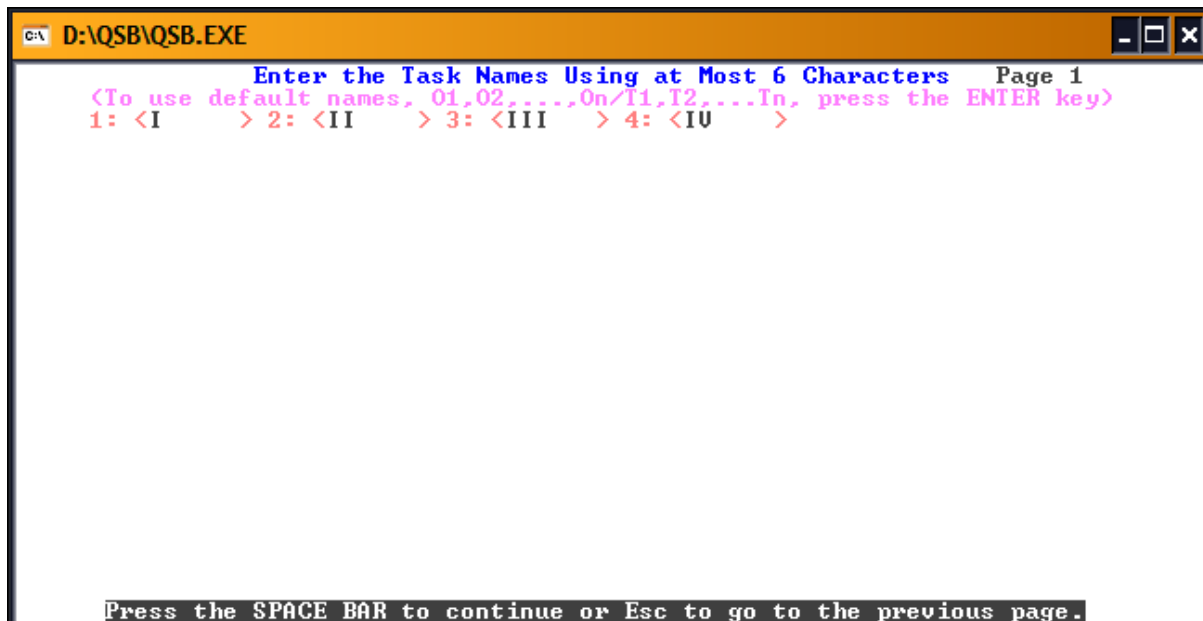 D:\QSB\QSB.EXE
Enter the Task Names Using at Most 6 Characters Page 1
(To use default names, O1,O2,...,On/T1,T2,...Tn, press the ENTER key)
1: <I > 2: <II > 3: <III > 4: <IV >
Press the SPACE BAR to continue or Esc to go to the previous page.